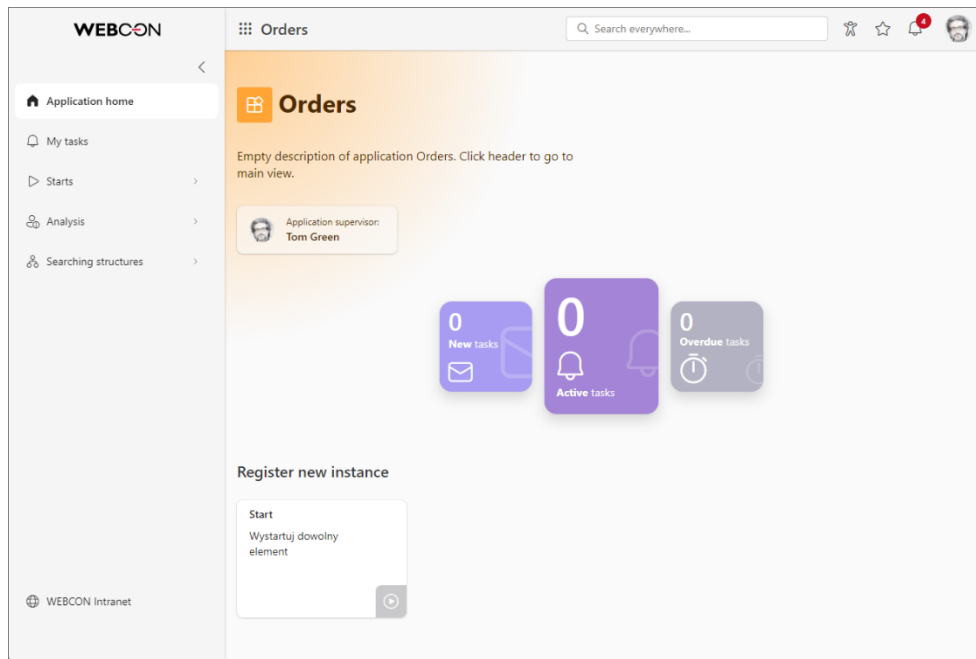 WEBCON
Orders
Search everywhere...
4
Application home
My tasks
Starts
Analysis
Searching structures
WEBCON Intranet
Orders
Empty description of application Orders. Click header to go to
main view.
Application supervisor:
Tom Green
0
New tasks
0
Active tasks
0
Overdue tasks
Register new instance
Start
Wystartuj dowolny
element